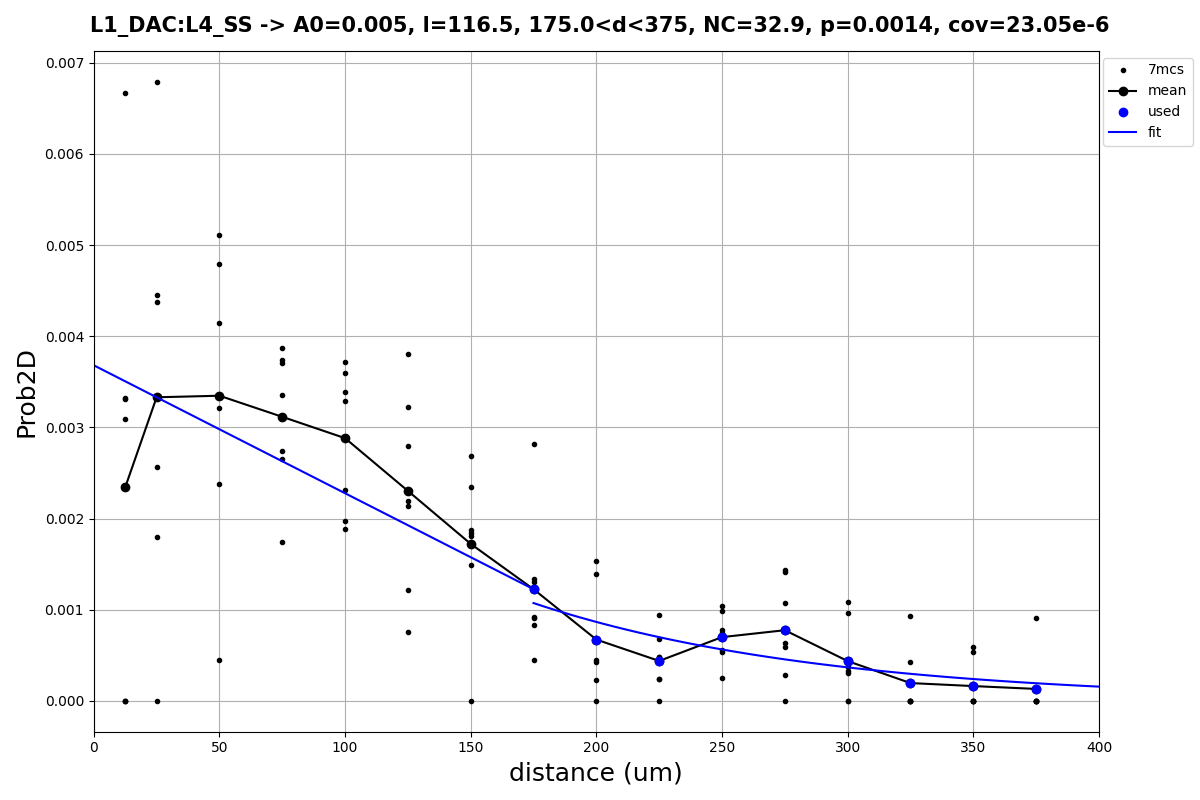 L1_DAC:L4_SS -> A0=0.005, l=116.5, 175.0<d<375, NC=32.9, p=0.0014, cov=23.05e-6
7mcs
mean
used
fit
0.007
0.006
0.005
0.004
0.003
0.002
0.001
0.000
Prob2D
0 50 100 150 200 250 300 350 400
distance (um)